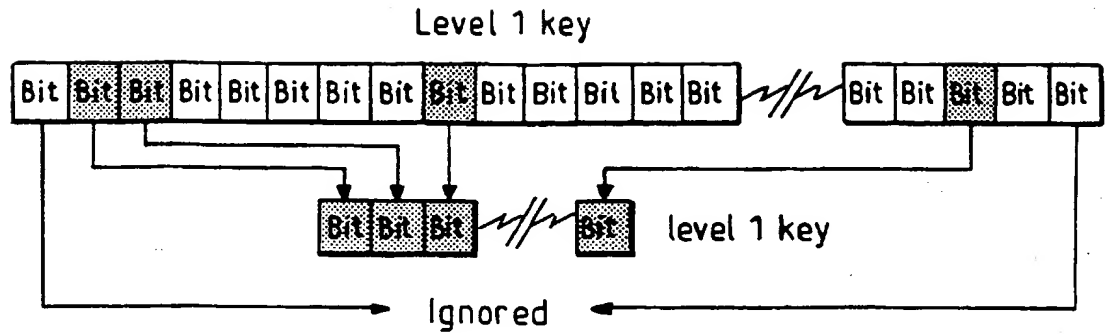 Level 1 key
Bit Bit Bit Bit Bit Bit Bit Bit Bit Bit Bit Bit Bit Bit Bit Bit Bit Bit Bit
Bit Bit Bit Bit level 1 key
Ignored